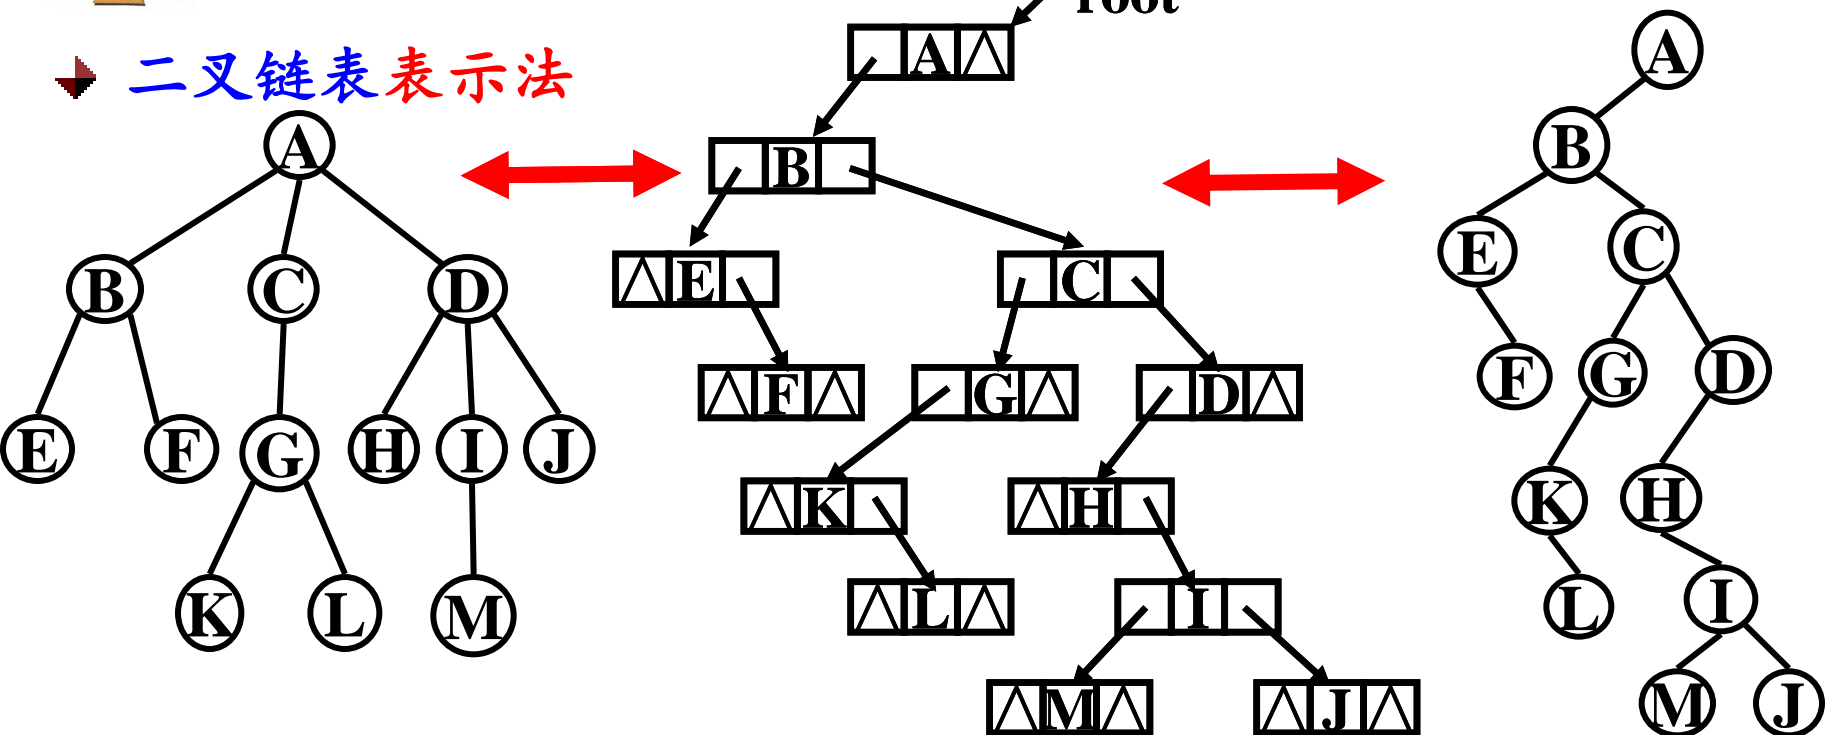 root
二叉链表表示法
A
B C D
E F G H I J
K L M
A ∧
B
∧ E
C
∧ F ∧
G ∧
D ∧
∧ K
∧ H
∧ L ∧
I
∧ M ∧
∧ J ∧
A
B
E C
F G D
K H
L I
M J